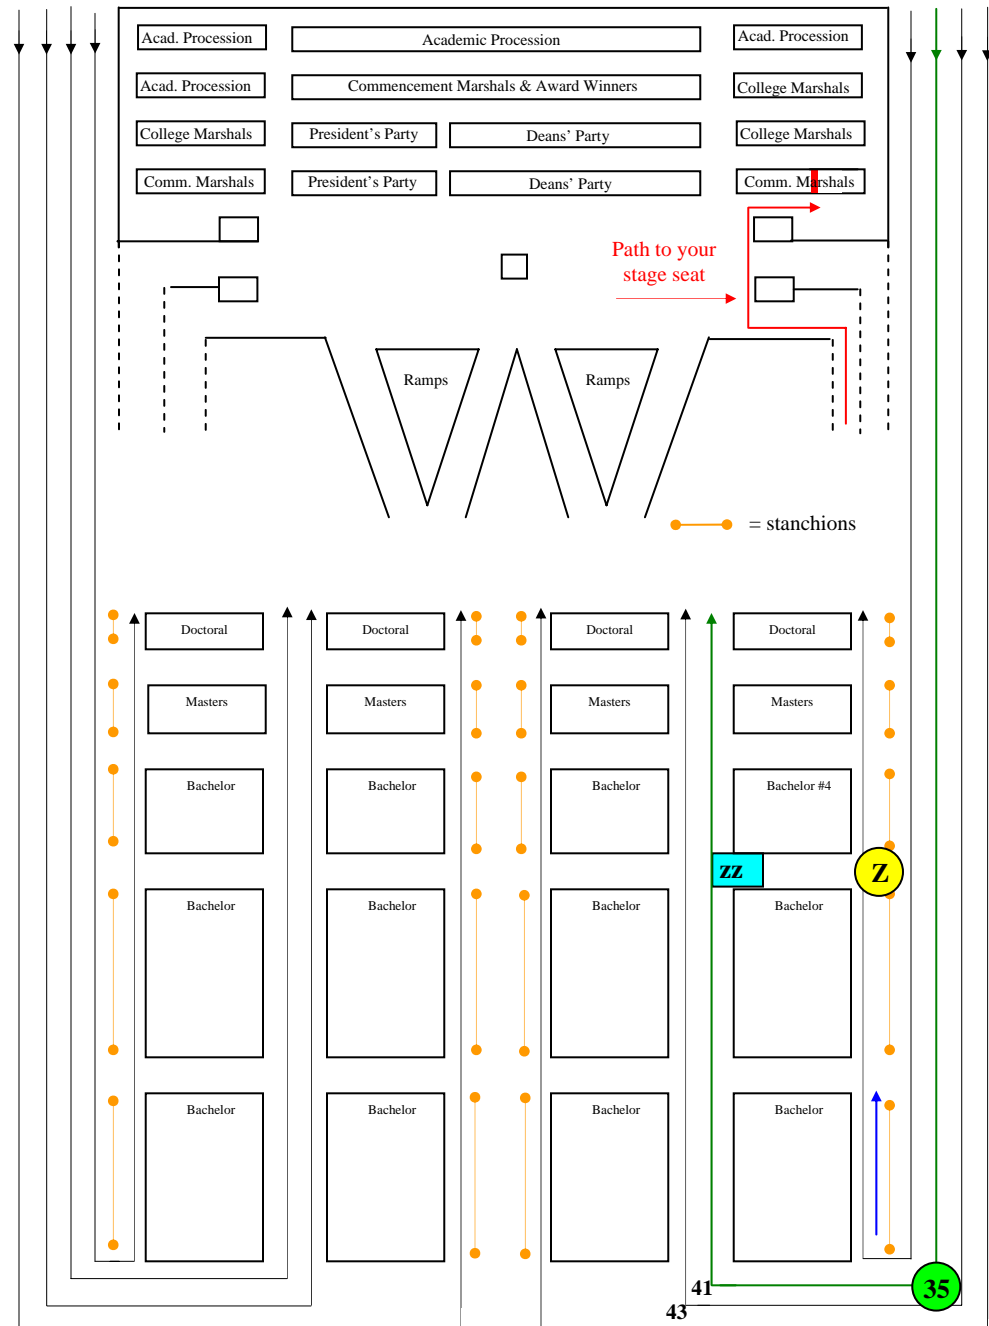 Acad. Procession
Academic Procession
Acad. Procession
Acad. Procession
Commencement Marshals & Award Winners
College Marshals
College Marshals
President's Party
Deans' Party
College Marshals
Comm. Marshals
President's Party
Deans' Party
Comm. Marshals
Path to your
stage seat
Ramps
Ramps
= stanchions
Doctoral
Doctoral
Doctoral
Doctoral
Masters
Masters
Masters
Masters
Bachelor
Bachelor
Bachelor
Bachelor #4
zz
Z
Bachelor
Bachelor
Bachelor
Bachelor
Bachelor
Bachelor
Bachelor
Bachelor
41
35
43